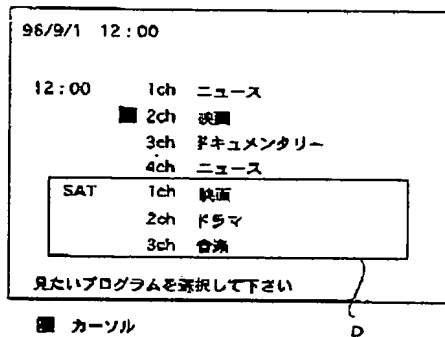 96/9/1 12:00
12:00 1ch ニュース
2ch 映画
3ch ドキュメンタリー
4ch ニュース
SAT 1ch 映画
2ch ドラマ
3ch 音楽
見たいプログラムを選択して下さい
カーソル
D